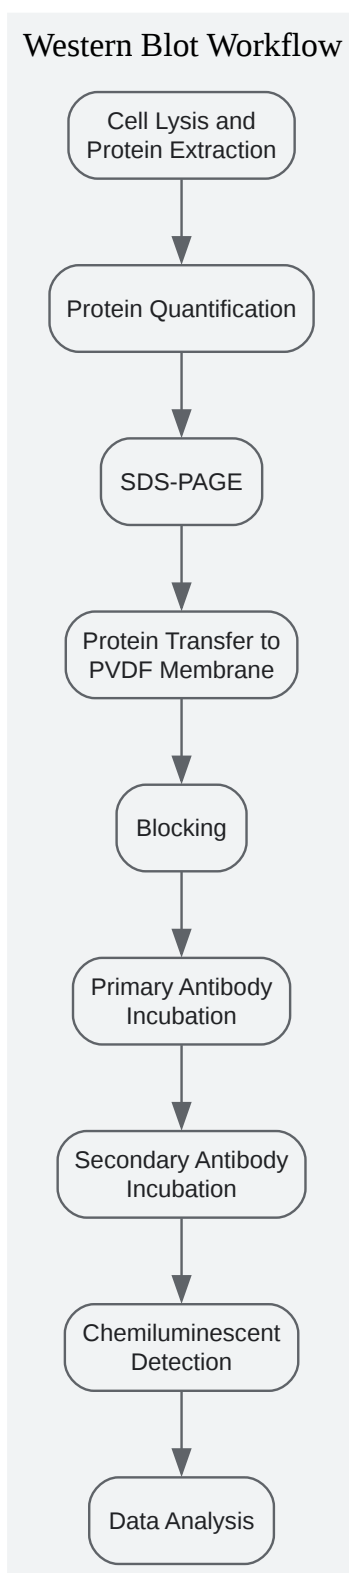 Western Blot Workflow
Cell Lysis and
Protein Extraction
Protein Quantification
SDS-PAGE
Protein Transfer to
PVDF Membrane
Blocking
Primary Antibody
Incubation
Secondary Antibody
Incubation
Chemiluminescent
Detection
Data Analysis